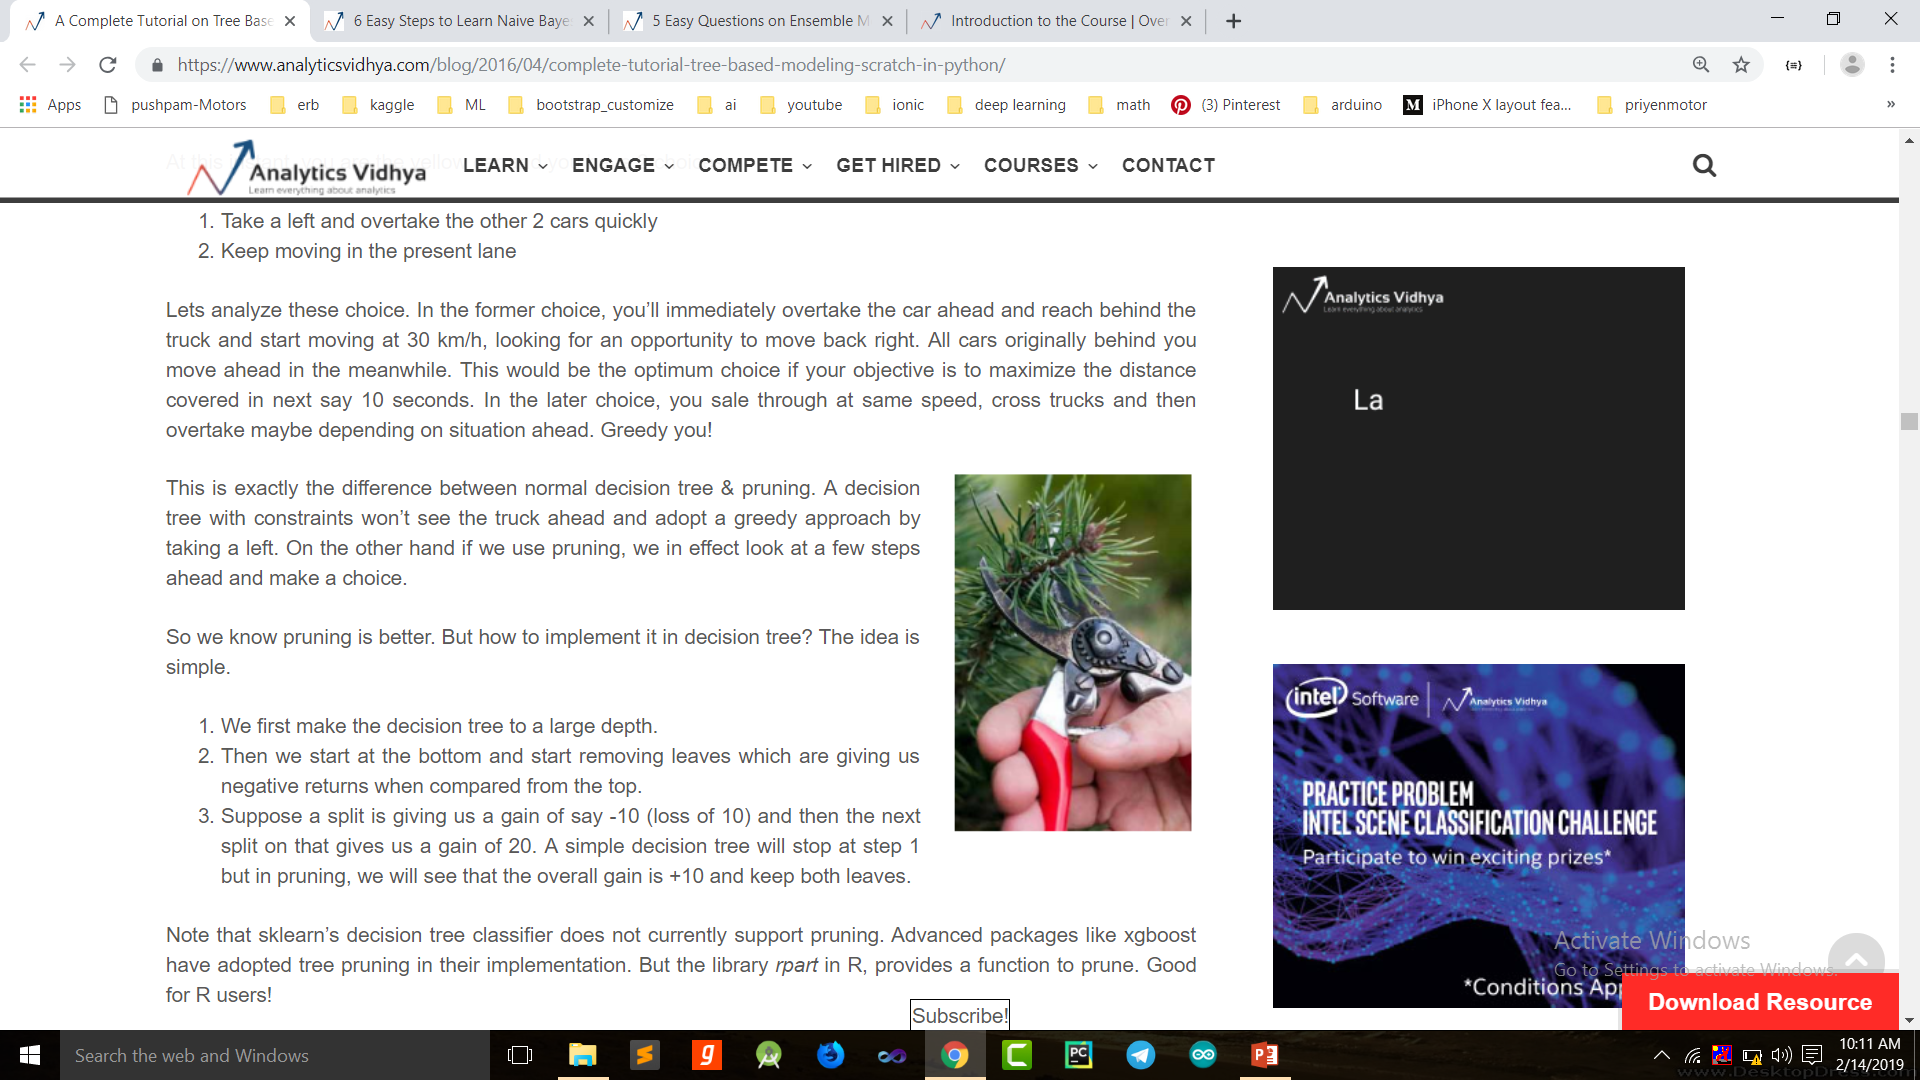 A Complete Tutorial on Tree Base
6 Easy Steps to Learn Naive Baye
5 Easy Questions on Ensemble M
Introduction to the Course | Over
https://www.analyticsvidhya.com/blog/2016/04/complete-tutorial-tree-based-modeling-scratch-in-python/
Apps pushpam-Motors erb kaggle ML bootstrap_customize ai youtube ionic deep learning math (3) Pinterest arduino M iPhone X layout fea... priyenmotor »
Analytics Vidhya
Learn everything about analytics
LEARN ENGAGE COMPETE GET HIRED COURSES CONTACT
1. Take a left and overtake the other 2 cars quickly
2. Keep moving in the present lane
Lets analyze these choice. In the former choice, you’ll immediately overtake the car ahead and reach behind the
truck and start moving at 30 km/h, looking for an opportunity to move back right. All cars originally behind you
move ahead in the meanwhile. This would be the optimum choice if your objective is to maximize the distance
covered in next say 10 seconds. In the later choice, you sale through at same speed, cross trucks and then
overtake maybe depending on situation ahead. Greedy you!
This is exactly the difference between normal decision tree & pruning. A decision
tree with constraints won’t see the truck ahead and adopt a greedy approach by
taking a left. On the other hand if we use pruning, we in effect look at a few steps
ahead and make a choice.
So we know pruning is better. But how to implement it in decision tree? The idea is
simple.
1. We first make the decision tree to a large depth.
2. Then we start at the bottom and start removing leaves which are giving us
negative returns when compared from the top.
3. Suppose a split is giving us a gain of say -10 (loss of 10) and then the next
split on that gives us a gain of 20. A simple decision tree will stop at step 1
but in pruning, we will see that the overall gain is +10 and keep both leaves.
Note that sklearn’s decision tree classifier does not currently support pruning. Advanced packages like xgboost
have adopted tree pruning in their implementation. But the library rpart in R, provides a function to prune. Good
for R users!
Subscribe!
Analytics Vidhya
Learn everything about analytics
La
intel Software Analytics Vidhya
PRACTICE PROBLEM
INTEL SCENE CLASSIFICATION CHALLENGE
Participate to win exciting prizes*
*Conditions App
Activate Windows
Go to Settings to activate Windows.
Download Resource
Search the web and Windows
10:11 AM
2/14/2019